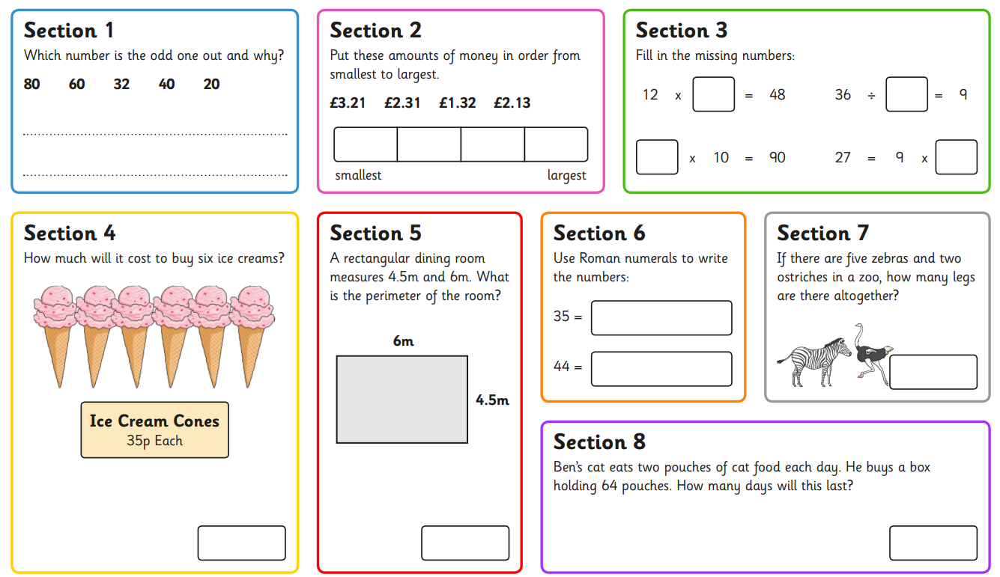 Section 1
Which number is the odd one out and why?
80 60 32 40 20
Section 2
Put these amounts of money in order from
smallest to largest.
£3.21 £2.31 £1.32 £2.13
smallest largest
Section 3
Fill in the missing numbers:
12 x = 48 36 ÷ = 9
x 10 = 90 27 = 9 x
Section 4
How much will it cost to buy six ice creams?
Ice Cream Cones
35p Each
Section 5
A rectangular dining room
measures 4.5m and 6m. What
is the perimeter of the room?
6m
4.5m
Section 6
Use Roman numerals to write
the numbers:
35 =
44 =
Section 7
If there are five zebras and two
ostriches in a zoo, how many legs
are there altogether?
Section 8
Ben's cat eats two pouches of cat food each day. He buys a box
holding 64 pouches. How many days will this last?